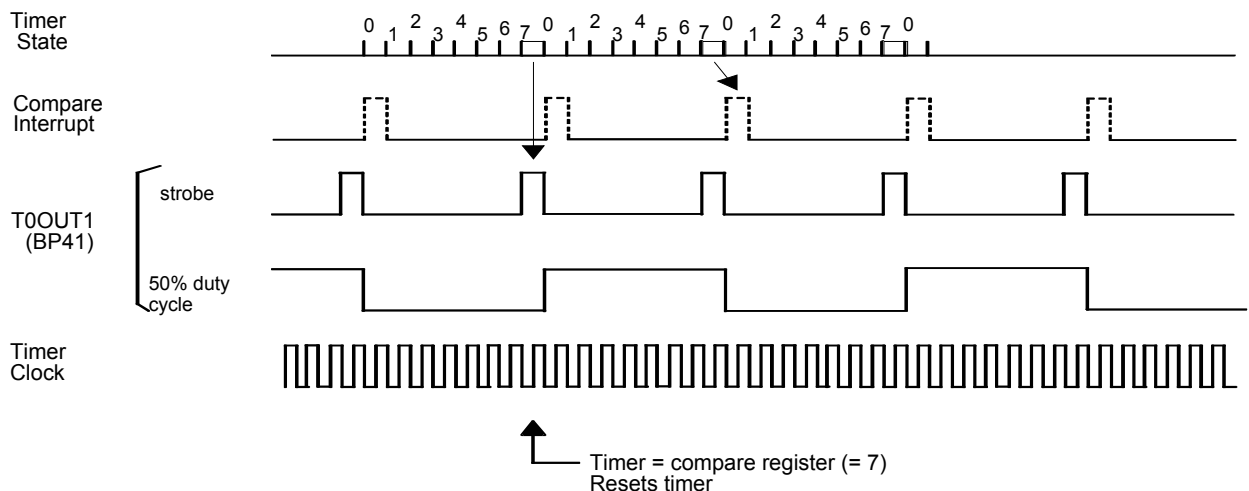 Timer
State
0 1 2 3 4 5 6 7 0 1 2 3 4 5 6 7 0 1 2 3 4 5 6 7 0
Compare
Interrupt
strobe
T0OUT1
(BP41)
50% duty
cycle
Timer
Clock
Timer = compare register (= 7)
Resets timer